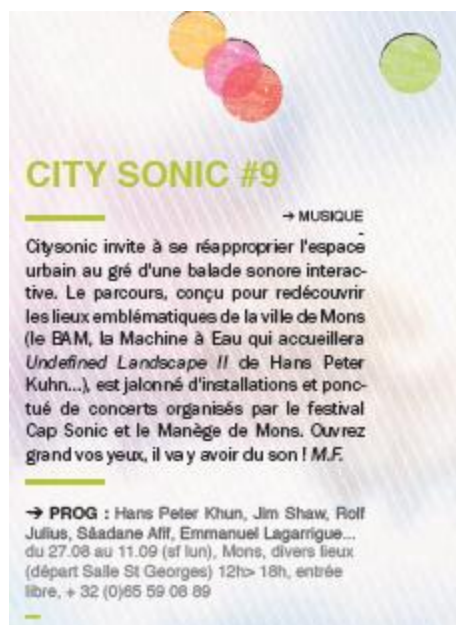 CITY SONIC #9
→ MUSIQUE
-
Citysonic invite à se réapproprier l'espace
urbain au gré d'une balade sonore interac-
tive. Le parcours, conçu pour redécouvrir
les lieux emblématiques de la ville de Mons
(le BAM, la Machine à Eau qui accueillera
Undefined Landscape II de Hans Peter
Kuhn...), est jalonné d'installations et ponc-
tué de concerts organisés par le festival
Cap Sonic et le Manège de Mons. Ouvrez
grand vos yeux, il va y avoir du son ! M.F.
→ PROG : Hans Peter Khun, Jim Shaw, Rolf
Julius, Sâadane Afif, Emmanuel Lagarrigue...
du 27.08 au 11.09 (sf lun), Mons, divers lieux
(départ Salle St Georges) 12h> 18h, entrée
libre, + 32 (0)65 59 08 89